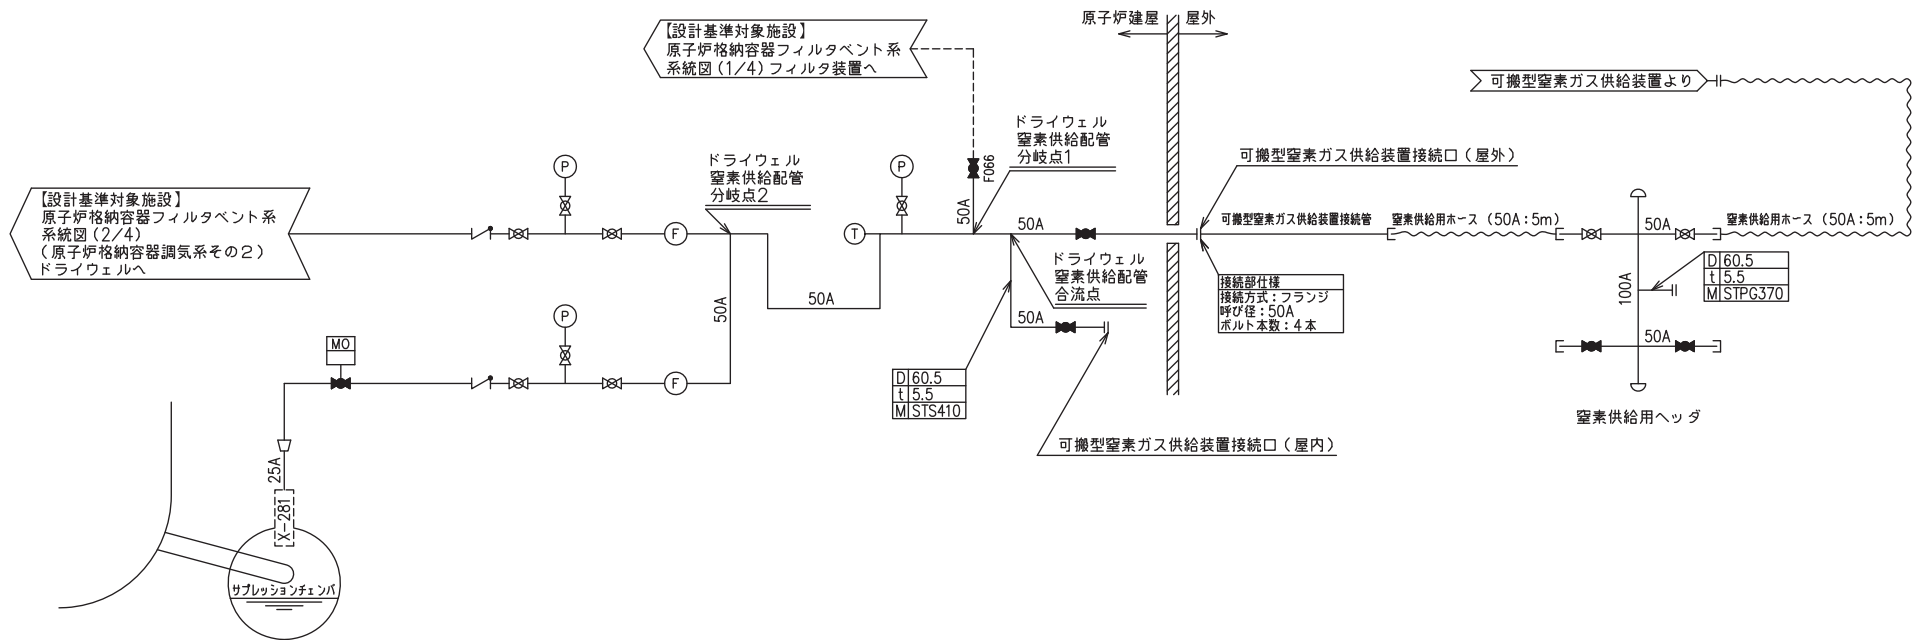 【設計基準対象施設】
原子炉格納容器フィルタベント系
系統図(1/4)フィルタ装置へ
原子炉建屋
屋外
可搬型窒素ガス供給装置より
ドライウェル
窒素供給配管
分岐点1
F066
50A
ドライウェル
窒素供給配管
分岐点2
P
P
可搬型窒素ガス供給装置接続口(屋外)
【設計基準対象施設】
原子炉格納容器フィルタベント系
系統図(2/4)
(原子炉格納容器調気系その2)
ドライウェルへ
F
T
50A
可搬型窒素ガス供給装置接続管
窒素供給用ホース(50A:5m)
50A
窒素供給用ホース(50A:5m)
ドライウェル
窒素供給配管
合流点
50A
50A
接続部仕様
接続方式:フランジ
呼び径:50A
ボルト本数:4本
100A
D 60.5
t 5.5
M STPG370
P
50A
50A
MO
F
D 60.5
t 5.5
M STS410
窒素供給用ヘッダ
可搬型窒素ガス供給装置接続口(屋内)
25A
X-281
サプレッションチェンバ